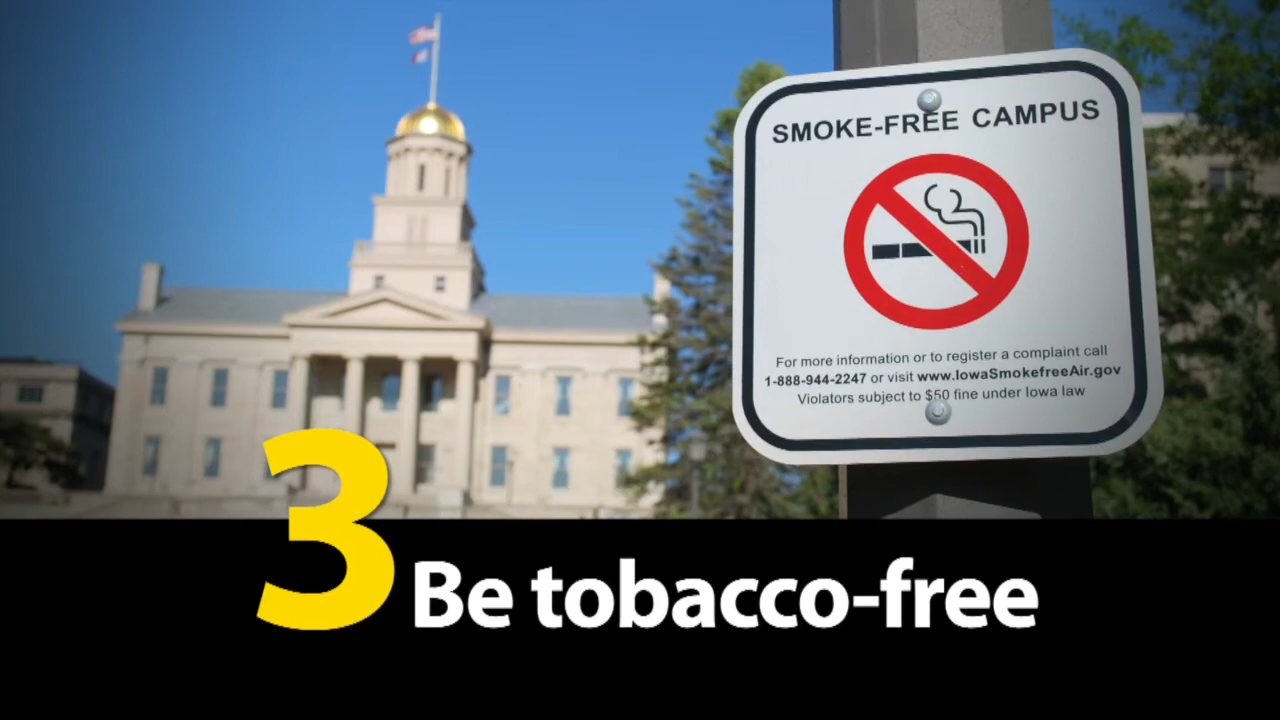 SMOKE-FREE CAMPUS
For more information or to register a complaint call
1-888-944-2247 or visit www.IowaSmokefreeAir.gov
Violators subject to $50 fine under Iowa law
3 Be tobacco-free